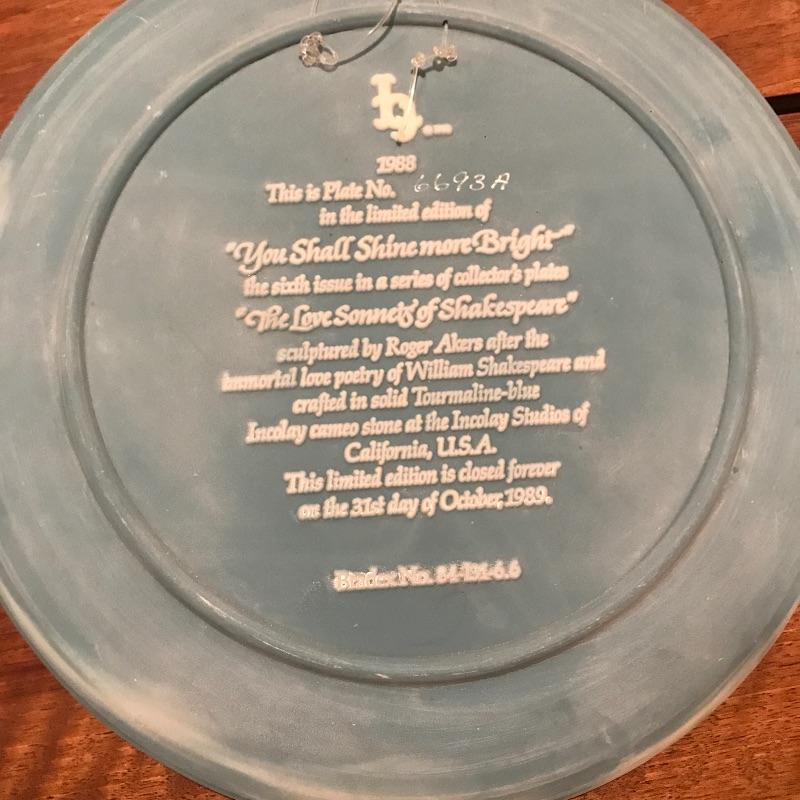 1988
This is Plate No. 6693A
in the limited edition of
"You Shall Shine more Bright"
the sixth issue in a series of collector's plates
"The Love Sonnets of Shakespeare"
sculptured by Roger Akers after the
immortal love poetry of William Shakespeare and
crafted in solid Tourmaline-blue
Incolay cameo stone at the Incolay Studios of
California, U.S.A.
This limited edition is closed forever
on the 31st day of October, 1989.
Bradex No.